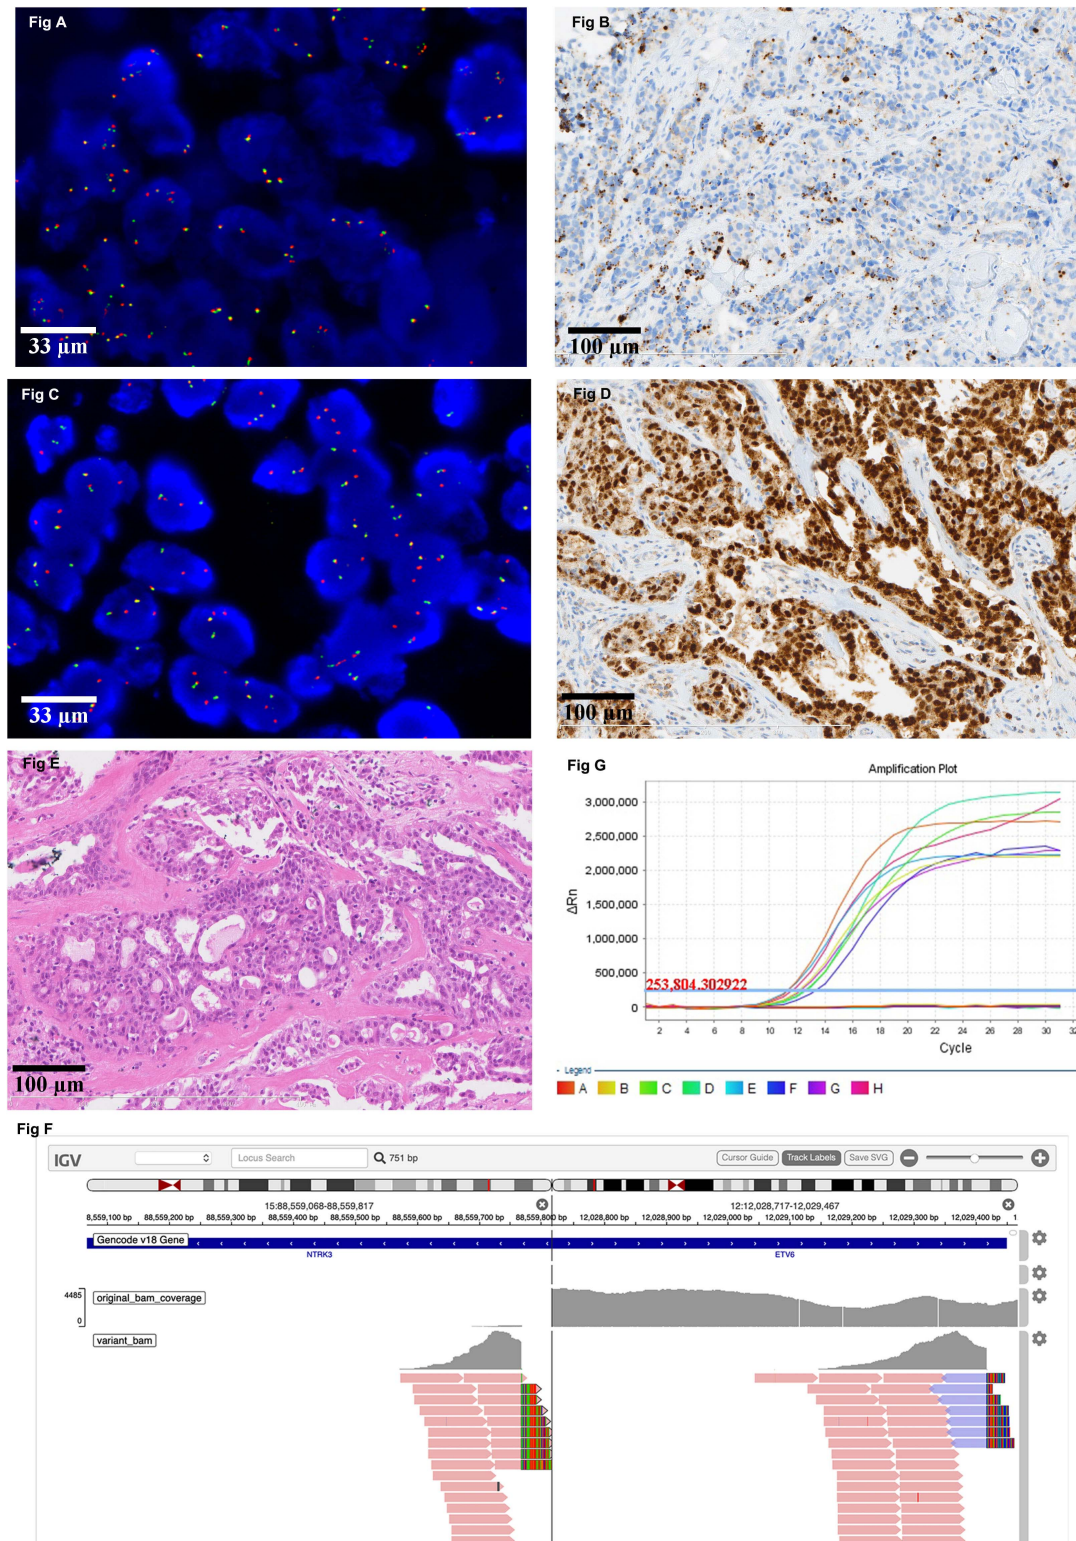 Fig A
33 µm
Fig B
100 µm
Fig C
33 µm
Fig D
100 µm
Fig E
100 µm
Fig G
Amplification Plot
3,000,000
2,500,000
2,000,000
1,500,000
1,000,000
500,000
0
ΔRn
253,804.302922
2 4 6 8 10 12 14 16 18 20 22 24 26 28 30 32
Cycle
Legend
A B C D E F G H
Fig F
IGV
Locus Search
751 bp
Cursor Guide
Track Labels
Save SVG
15:88,559,068-88,559,817
12:12,028,717-12,029,467
8,559,100 bp 88,559,200 bp 88,559,300 bp 88,559,400 bp 88,559,500 bp 88,559,600 bp 88,559,700 bp 88,559,800 bp 12,028,800 bp 12,028,900 bp 12,029,000 bp 12,029,100 bp 12,029,200 bp 12,029,300 bp 12,029,400 bp
Gencode v18 Gene
NTRK3
ETV6
4485
original_bam_coverage
0
variant_bam